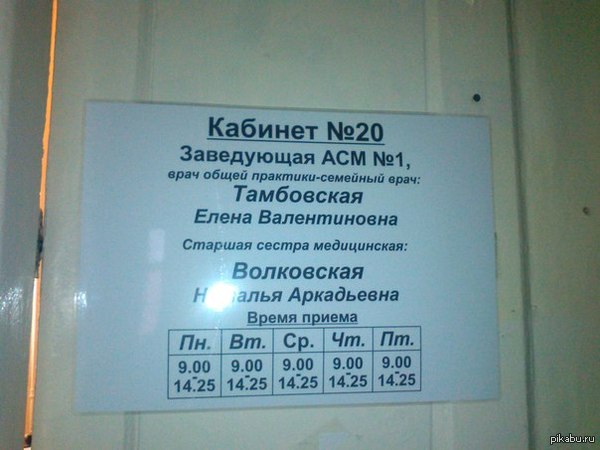 Кабинет №20
Заведующая АСМ №1,
врач общей практики-семейный врач:
Тамбовская
Елена Валентиновна
Старшая сестра медицинская:
Волковская
Аркадьевна
Время приема
Пн. Вт. Ср. Чт. Пт.
9.00 9.00 9.00 9.00 9.00
- - - - -
14.25 14.25 14.25 14.25 14.25
pikabu.ru